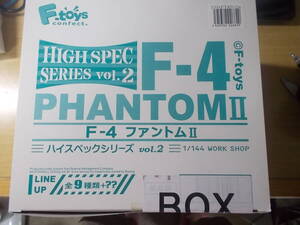 F-toys
confect.
HIGH SPEC
SERIES vol.2
F-4
©F-toys
PHANTOMⅡ
F-4 ファントムⅡ
ハイスペックシリーズ vol.2 1/144 WORK SHOP
LINE
UP
全9種類+??
BOX